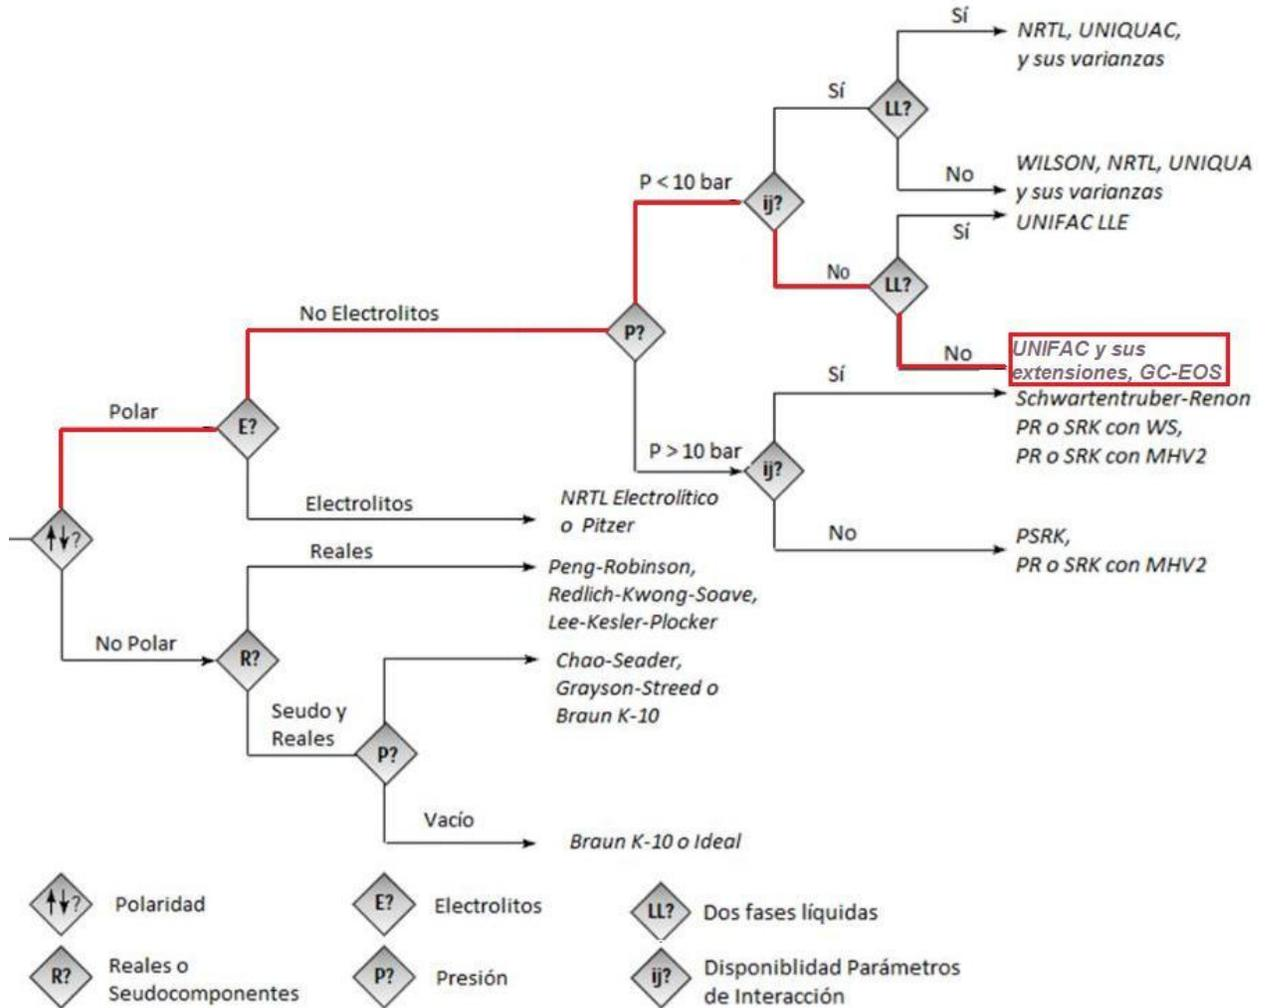 Sí
NRTL, UNIQUAC,
y sus varianzas
Sí
LL?
P < 10 bar
ij?
No
WILSON, NRTL, UNIQUA
y sus varianzas
Sí
UNIFAC LLE
No
LL?
No Electrolitos
P?
No
UNIFAC y sus
extensiones, GC-EOS
Sí
Schwartentruber-Renon
PR o SRK con WS,
PR o SRK con MHV2
Polar
E?
P > 10 bar
ij?
Electrolitos
NRTL Electrolítico
o Pitzer
No
PSRK,
PR o SRK con MHV2
?
Reales
Peng-Robinson,
Redlich-Kwong-Soave,
Lee-Kesler-Plocker
No Polar
R?
Chao-Seader,
Grayson-Streed o
Braun K-10
Seudo y
Reales
P?
Vacío
Braun K-10 o Ideal
? Polaridad
E? Electrolitos
LL? Dos fases líquidas
R? Reales o
Seudocomponentes
P? Presión
ij? Disponiblidad Parámetros
de Interacción